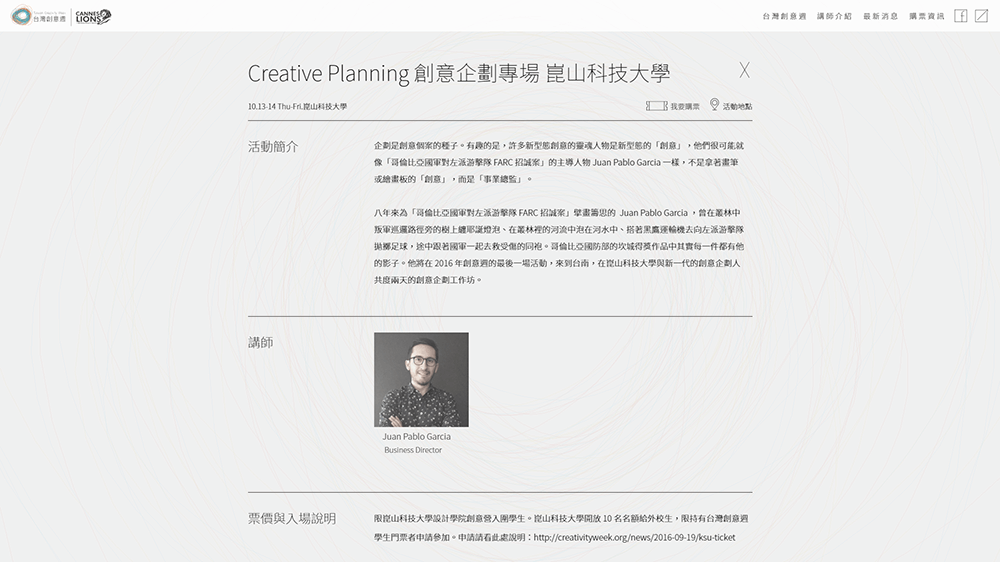 台灣創意週
CANNES LIONS
台灣創意週 講師介紹 最新消息 購票資訊
Creative Planning 創意企劃專場 崑山科技大學
X
10.13-14 Thu-Fri.崑山科技大學
我要購票 活動地點
活動簡介
企劃是創意個案的種子。有趣的是，許多新型態創意的靈魂人物是新型態的「創意」，他們很可能就
像「哥倫比亞國軍對左派游擊隊 FARC 招誠案」的主導人物 Juan Pablo Garcia 一樣，不是拿著畫筆
或繪畫板的「創意」，而是「事業總監」。
八年來為「哥倫比亞國軍對左派游擊隊 FARC 招誠案」擘畫籌思的 Juan Pablo Garcia ，曾在叢林中
叛軍巡邏路徑旁的樹上纏耶誕燈泡、在叢林裡的河流中泡在河水中、搭著黑鷹運輸機去向左派游擊隊
拋擲足球，途中跟著國軍一起去救受傷的同袍。哥倫比亞國防部的坎城得獎作品中其實每一件都有他
的影子。他將在 2016 年創意週的最後一場活動，來到台南，在崑山科技大學與新一代的創意企劃人
共度兩天的創意企劃工作坊。
講師
Juan Pablo Garcia
Business Director
票價與入場說明
限崑山科技大學設計學院創意營入圍學生。崑山科技大學開放 10 名名額給外校生，限持有台灣創意週
學生門票者申請參加。申請請看此處說明：http://creativityweek.org/news/2016-09-19/ksu-ticket